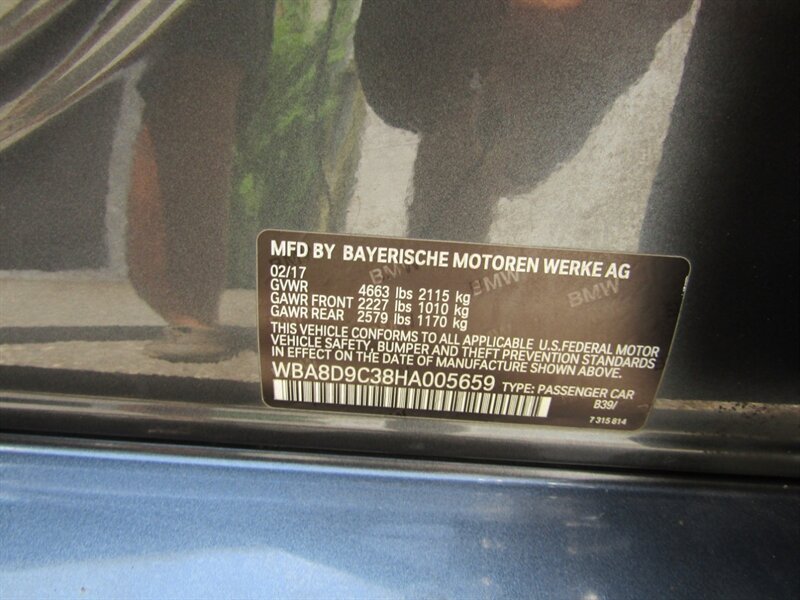 MFD BY BAYERISCHE MOTOREN WERKE AG
02/17
GVWR 4663 lbs 2115 kg
GAWR FRONT 2227 lbs 1010 kg
GAWR REAR 2579 lbs 1170 kg
THIS VEHICLE CONFORMS TO ALL APPLICABLE U.S.FEDERAL MOTOR
VEHICLE SAFETY, BUMPER AND THEFT PREVENTION STANDARDS
IN EFFECT ON THE DATE OF MANUFACTURE SHOWN ABOVE.
WBA8D9C38HA005659 TYPE: PASSENGER CAR
B39/
7 315 814
BMW
BMW
BMW